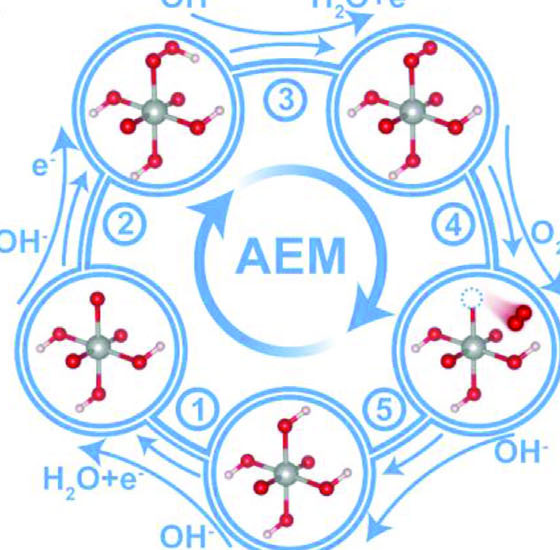 OH⁻
H₂O+e⁻
③
e⁻
②
OH⁻
AEM
④
O₂
①
⑤
H₂O+e⁻
OH⁻
OH⁻